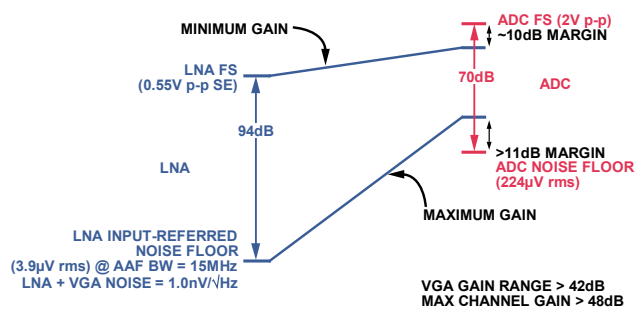 MINIMUM GAIN
ADC FS (2V p-p)
~10dB MARGIN
LNA FS
(0.55V p-p SE)
70dB
ADC
94dB
LNA
>11dB MARGIN
ADC NOISE FLOOR
(224µV rms)
MAXIMUM GAIN
LNA INPUT-REFERRED
NOISE FLOOR
(3.9µV rms) @ AAF BW = 15MHz
LNA + VGA NOISE = 1.0nV/√Hz
VGA GAIN RANGE > 42dB
MAX CHANNEL GAIN > 48dB